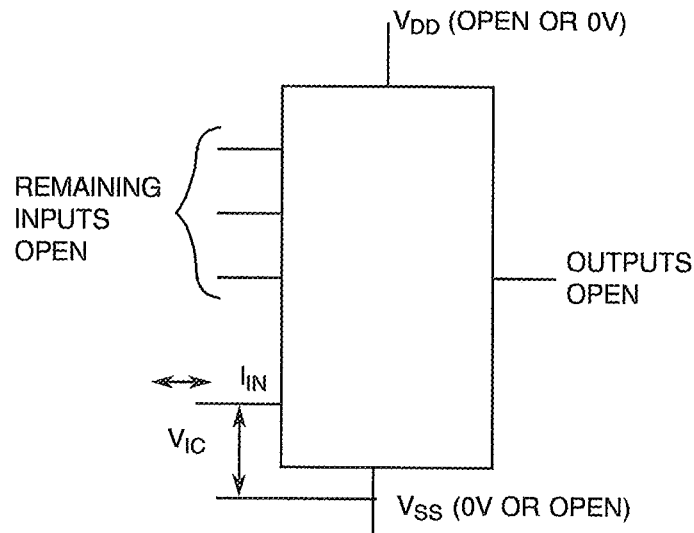 VDD (OPEN OR 0V)
REMAINING
INPUTS
OPEN
OUTPUTS
OPEN
IIN
VIC
VSS (0V OR OPEN)